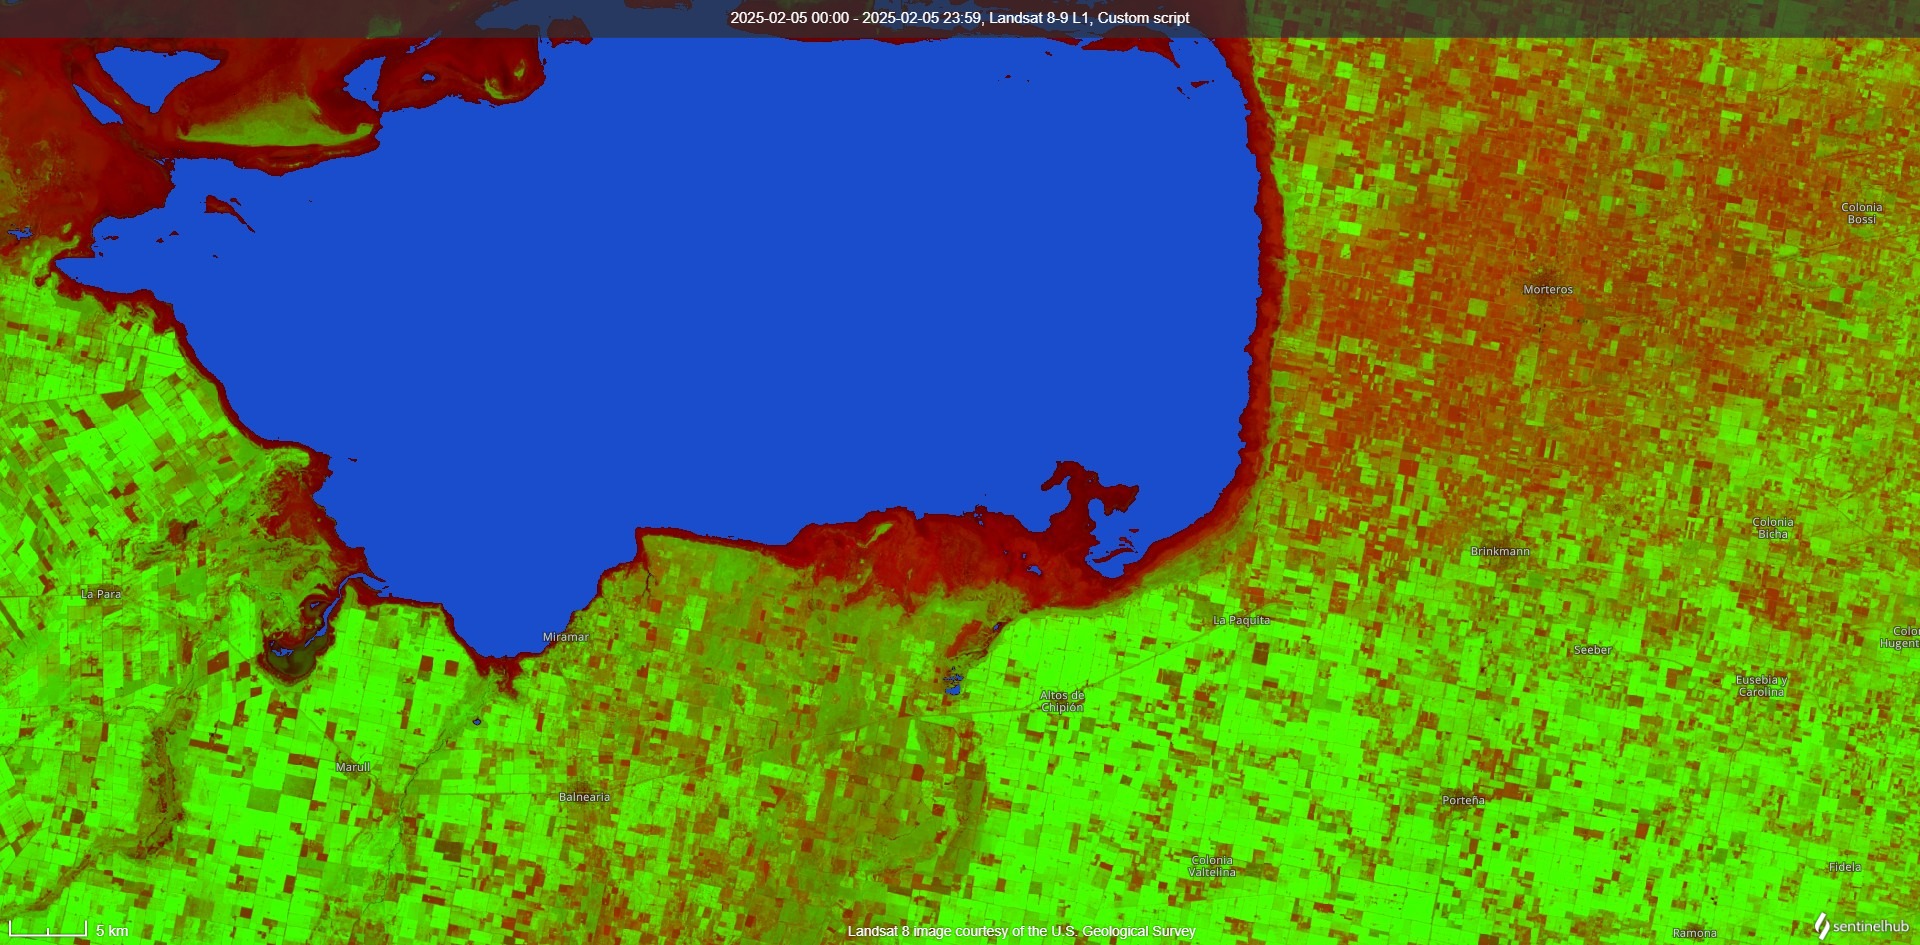 2025-02-05 00:00 - 2025-02-05 23:59, Landsat 8-9 L1, Custom script
Colonia
Bossi
Morteros
Colonia
Bicha
Brinkmann
La Para
La Paquita
Miramar
Colon
Hugent
Seeber
Eusebia y
Carolina
Altos de
Chipión
Marull
Balnearia
Porteña
Colonia
Valtelina
Fidela
5 km
Landsat 8 image courtesy of the U.S. Geological Survey
sentinelhub
Ramona